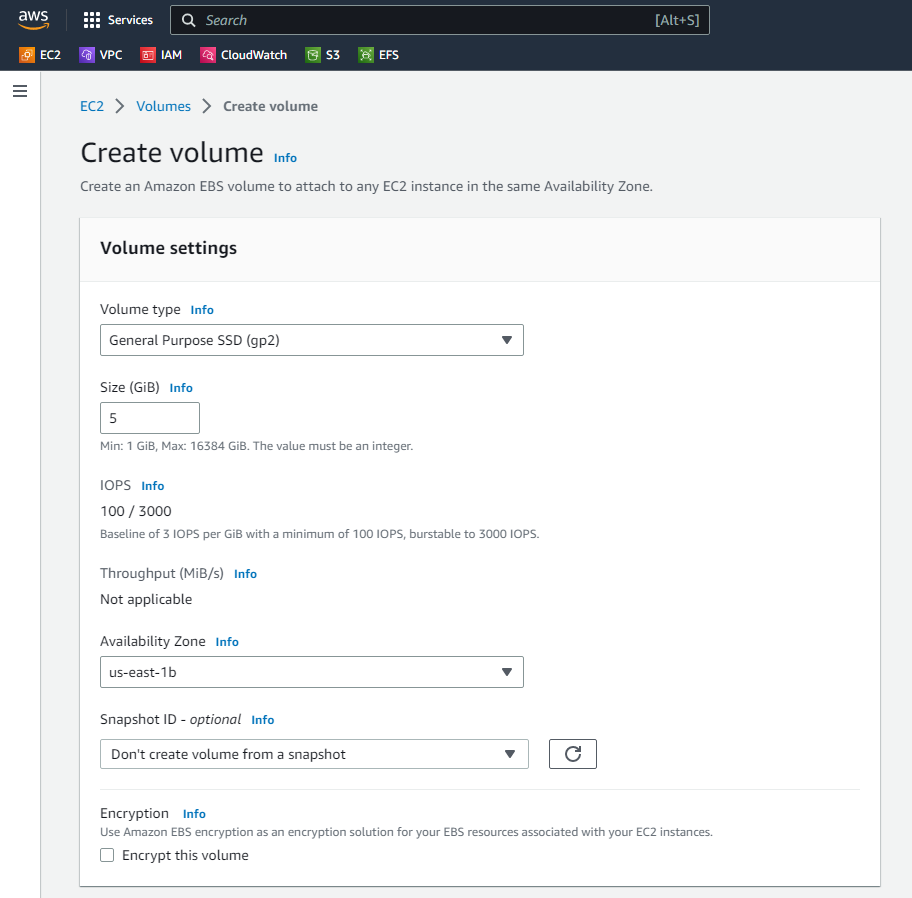 aws Services Search [Alt+S]
EC2 VPC IAM CloudWatch S3 EFS
EC2 Volumes Create volume
Create volume Info
Create an Amazon EBS volume to attach to any EC2 instance in the same Availability Zone.
Volume settings
Volume type Info
General Purpose SSD (gp2)
Size (GiB) Info
5
Min: 1 GiB, Max: 16384 GiB. The value must be an integer.
IOPS Info
100 / 3000
Baseline of 3 IOPS per GiB with a minimum of 100 IOPS, burstable to 3000 IOPS.
Throughput (MiB/s) Info
Not applicable
Availability Zone Info
us-east-1b
Snapshot ID - optional Info
Don't create volume from a snapshot
Encryption Info
Use Amazon EBS encryption as an encryption solution for your EBS resources associated with your EC2 instances.
Encrypt this volume